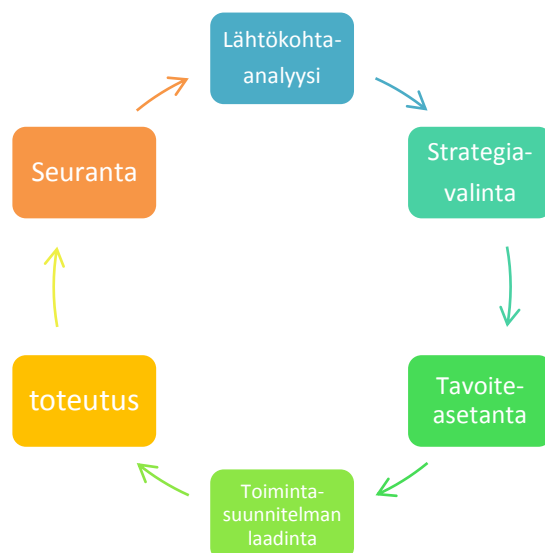 Lähtökohta-
analyysi
Strategia-
valinta
Tavoite-
asetanta
Toiminta-
suunnitelman
laadinta
toteutus
Seuranta